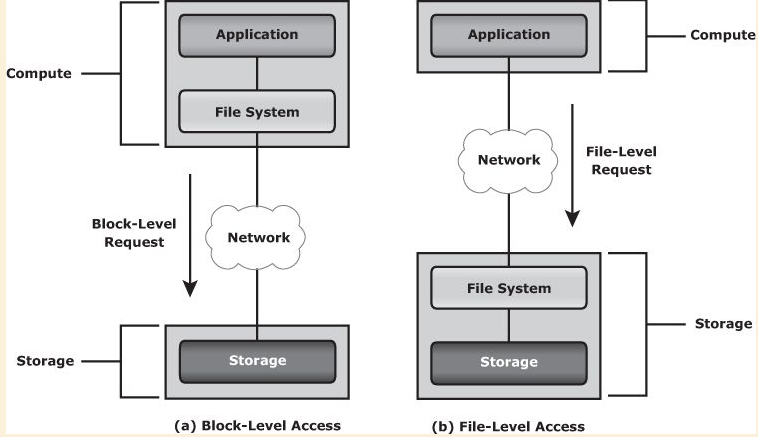 Application
Compute
File System
Block-Level
Request
Network
Storage
Storage
(a) Block-Level Access
Application
Compute
Network
File-Level
Request
File System
Storage
Storage
(b) File-Level Access